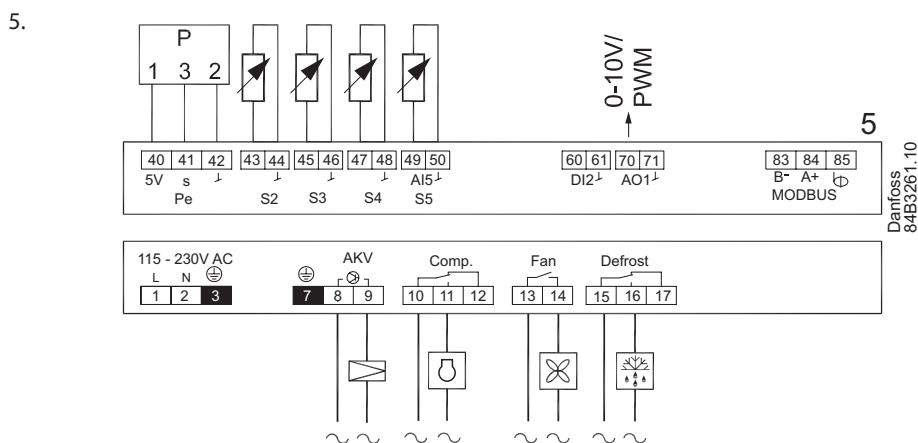 5.
P
1 3 2
0-10V/
PWM
5
40 41 42 43 44 45 46 47 48 49 50 60 61 70 71 83 84 85
5V s AI5 DI2 AO1 B- A+
Pe S2 S3 S4 S5 MODBUS
Danfoss
84B3261.10
115 - 230V AC AKV Comp. Fan Defrost
L N
1 2 3 7 8 9 10 11 12 13 14 15 16 17